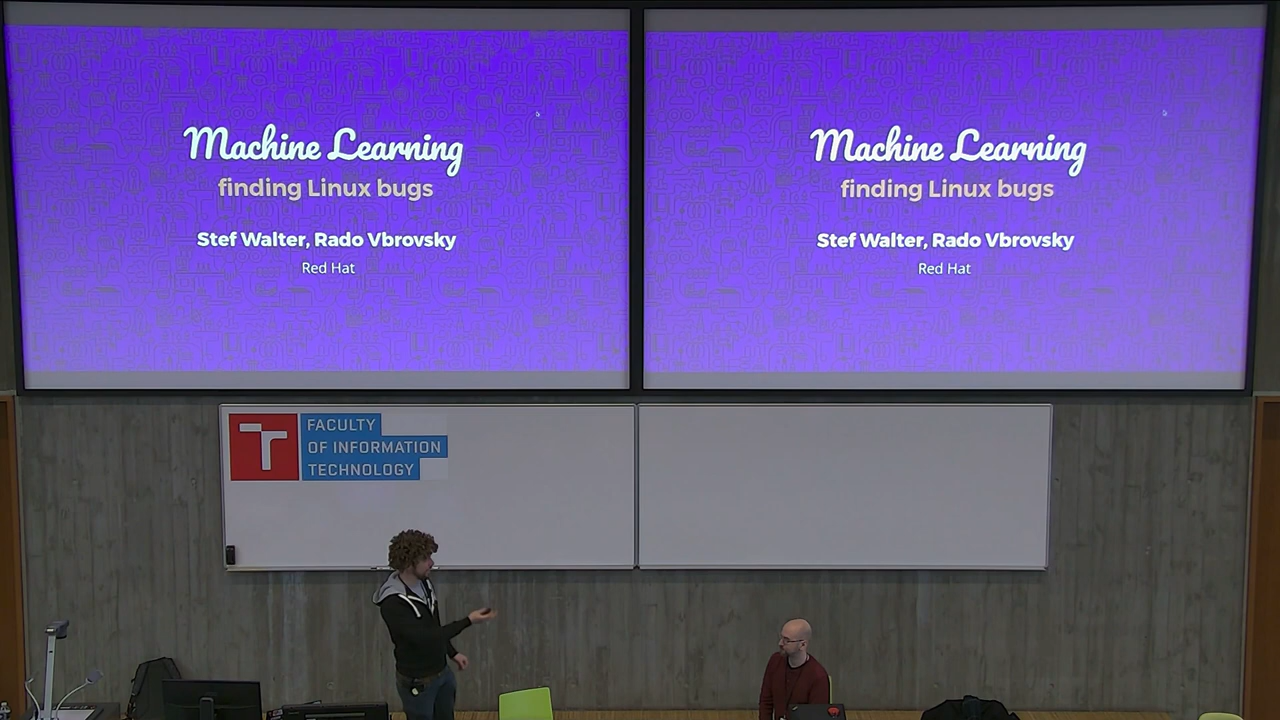 Machine Learning
finding Linux bugs
Stef Walter, Rado Vbrovsky
Red Hat
Machine Learning
finding Linux bugs
Stef Walter, Rado Vbrovsky
Red Hat
FACULTY
OF INFORMATION
TECHNOLOGY